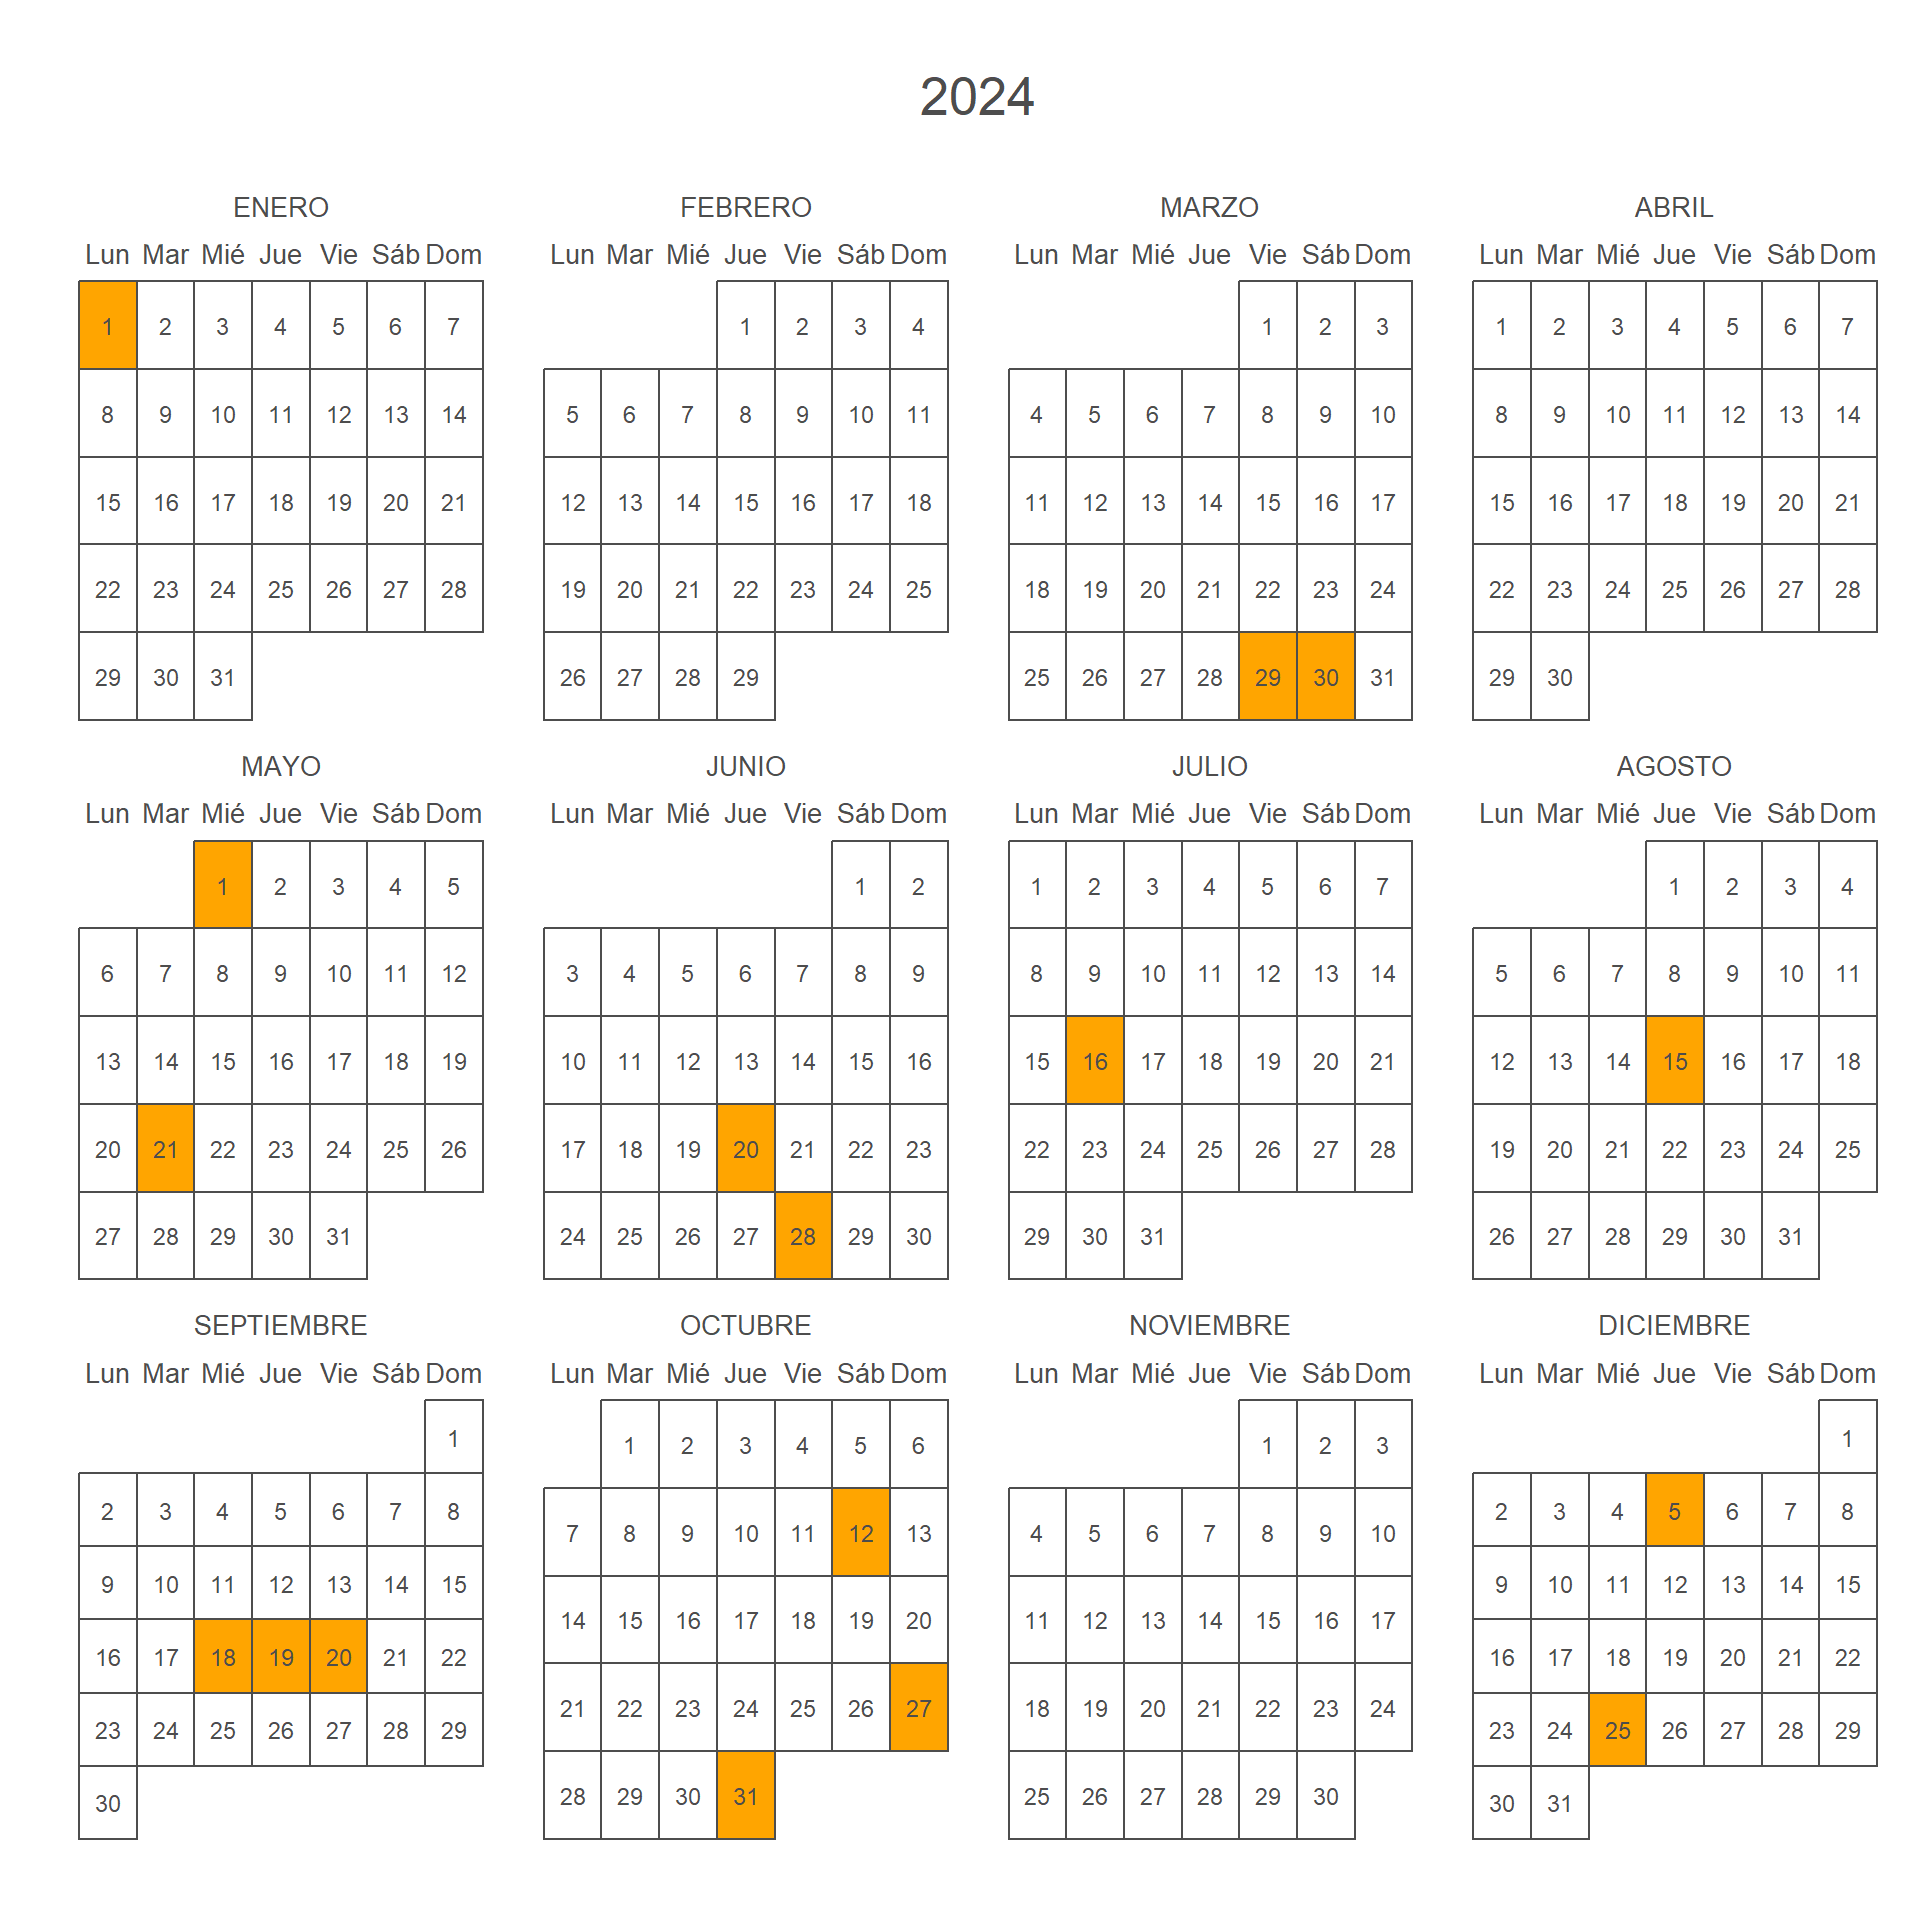 2024
ENERO FEBRERO MARZO ABRIL
Lun Mar Mié Jue Vie Sáb Dom Lun Mar Mié Jue Vie Sáb Dom Lun Mar Mié Jue Vie Sáb Dom Lun Mar Mié Jue Vie Sáb Dom
1 2 3 4 5 6 7 1 2 3 4 1 2 3 1 2 3 4 5 6 7
8 9 10 11 12 13 14 5 6 7 8 9 10 11 4 5 6 7 8 9 10 8 9 10 11 12 13 14
15 16 17 18 19 20 21 12 13 14 15 16 17 18 11 12 13 14 15 16 17 15 16 17 18 19 20 21
22 23 24 25 26 27 28 19 20 21 22 23 24 25 18 19 20 21 22 23 24 22 23 24 25 26 27 28
29 30 31 26 27 28 29 25 26 27 28 29 30 31 29 30
MAYO JUNIO JULIO AGOSTO
Lun Mar Mié Jue Vie Sáb Dom Lun Mar Mié Jue Vie Sáb Dom Lun Mar Mié Jue Vie Sáb Dom Lun Mar Mié Jue Vie Sáb Dom
1 2 3 4 5 1 2 1 2 3 4 5 6 7 1 2 3 4
6 7 8 9 10 11 12 3 4 5 6 7 8 9 8 9 10 11 12 13 14 5 6 7 8 9 10 11
13 14 15 16 17 18 19 10 11 12 13 14 15 16 15 16 17 18 19 20 21 12 13 14 15 16 17 18
20 21 22 23 24 25 26 17 18 19 20 21 22 23 22 23 24 25 26 27 28 19 20 21 22 23 24 25
27 28 29 30 31 24 25 26 27 28 29 30 29 30 31 26 27 28 29 30 31
SEPTIEMBRE OCTUBRE NOVIEMBRE DICIEMBRE
Lun Mar Mié Jue Vie Sáb Dom Lun Mar Mié Jue Vie Sáb Dom Lun Mar Mié Jue Vie Sáb Dom Lun Mar Mié Jue Vie Sáb Dom
1 1 2 3 4 5 6 1 2 3 1
2 3 4 5 6 7 8 7 8 9 10 11 12 13 4 5 6 7 8 9 10 2 3 4 5 6 7 8
9 10 11 12 13 14 15 14 15 16 17 18 19 20 11 12 13 14 15 16 17 9 10 11 12 13 14 15
16 17 18 19 20 21 22 21 22 23 24 25 26 27 18 19 20 21 22 23 24 16 17 18 19 20 21 22
23 24 25 26 27 28 29 28 29 30 31 25 26 27 28 29 30 23 24 25 26 27 28 29
30 30 31